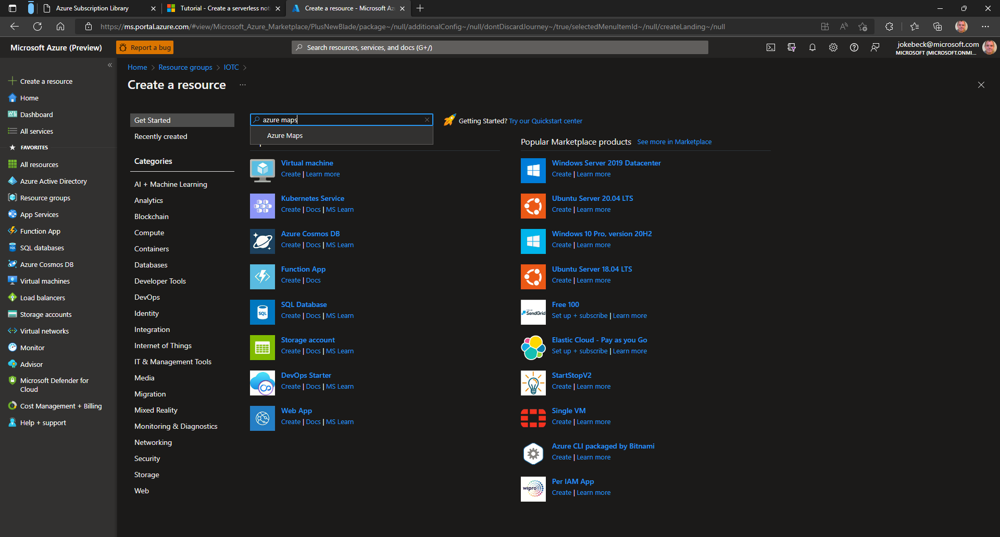 Azure Subscription Library
Tutorial - Create a serverless not
Create a resource - Microsoft Az
https://ms.portal.azure.com/#view/Microsoft_Azure_Marketplace/PlusNewBlade/package~/null/additionalConfig~/null/dontDiscardJourney~/true/selectedMenuItemId~/null/createLanding~/null
Microsoft Azure (Preview)
Report a bug
Search resources, services, and docs (G+/)
jokebeck@microsoft.com
MICROSOFT (MICROSOFT.ONMI...
Create a resource
Home
Dashboard
All services
FAVORITES
All resources
Azure Active Directory
Resource groups
App Services
Function App
SQL databases
Azure Cosmos DB
Virtual machines
Load balancers
Storage accounts
Virtual networks
Monitor
Advisor
Microsoft Defender for
Cloud
Cost Management + Billing
Help + support
Home > Resource groups > IOTC >
Create a resource ...
Get Started
Recently created
Categories
AI + Machine Learning
Analytics
Blockchain
Compute
Containers
Databases
Developer Tools
DevOps
Identity
Integration
Internet of Things
IT & Management Tools
Media
Migration
Mixed Reality
Monitoring & Diagnostics
Networking
Security
Storage
Web
azure maps
Azure Maps
Getting Started? Try our Quickstart center
Virtual machine
Create | Learn more
Kubernetes Service
Create | Docs | MS Learn
Azure Cosmos DB
Create | Docs | MS Learn
Function App
Create | Docs
SQL
SQL Database
Create | Docs | MS Learn
Storage account
Create | Docs | MS Learn
DevOps Starter
Create | Docs | MS Learn
Web App
Create | Docs | MS Learn
Popular Marketplace products See more in Marketplace
Windows Server 2019 Datacenter
Create | Learn more
Ubuntu Server 20.04 LTS
Create | Learn more
Windows 10 Pro, version 20H2
Create | Learn more
Ubuntu Server 18.04 LTS
Create | Learn more
SendGrid
Free 100
Set up + subscribe | Learn more
Elastic Cloud - Pay as you Go
Set up + subscribe | Learn more
StartStopV2
Create | Learn more
Single VM
Create | Learn more
Azure CLI packaged by Bitnami
Create | Learn more
wipro
Per IAM App
Create | Learn more